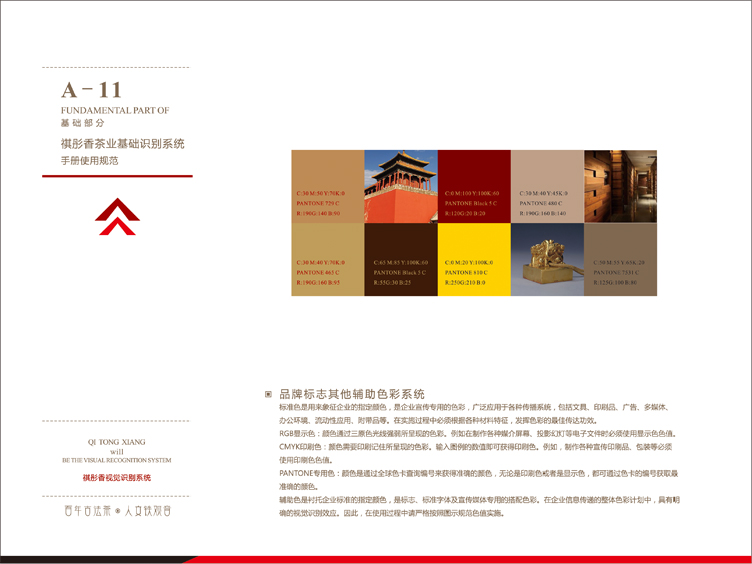 A－11
FUNDAMENTAL PART OF
基础部分
祺彤香茶业基础识别系统
手册使用规范
C:30 M:50 Y:70K:0
PANTONE 729 C
R:190G:140 B:90
C:0 M:100 Y:100K:60
PANTONE Black 5 C
R:120G:20 B:20
C:30 M:40 Y:45K:0
PANTONE 480 C
R:190G:160 B:140
C:30 M:40 Y:70K:0
PANTONE 465 C
R:190G:160 B:95
C:65 M:95 Y:100K:60
PANTONE Black 5 C
R:55G:30 B:25
C:0 M:20 Y:100K:0
PANTONE 810 C
R:250G:210 B:0
C:50 M:55 Y:65K:20
PANTONE 7531 C
R:125G:100 B:80
品牌标志其他辅助色彩系统
标准色是用来象征企业的指定颜色，是企业宣传专用的色彩，广泛应用于各种传播系统，包括文具、印刷品、广告、多媒体、
办公环境、流动性应用、附带品等。在实施过程中必须根据各种材料特征，发挥色彩的最佳传达功效。
RGB显示色：颜色通过三原色光线强弱所呈现的色彩。例如在制作各种媒介屏幕、投影幻灯等电子文件时必须使用显示色色值。
CMYK印刷色：颜色需要印刷记住所显现的色彩。输入图例的数值即可获得印刷色。例如，制作各种宣传印刷品、包装等必须
使用印刷色色值。
PANTONE专用色：颜色是通过全球色卡查询编号来获得准确的颜色，无论是印刷色或者是显示色，都可通过色卡的编号获取最
准确的颜色。
辅助色是衬托企业标准的指定颜色，是标志、标准字体及宣传媒体专用的搭配色彩。在企业信息传递的整体色彩计划中，具有明
确的视觉识别效应。因此，在使用过程中请严格按照图示规范色值实施。
QI TONG XIANG
will
BE THE VISUAL RECOGNITION SYSTEM
祺彤香视觉识别系统
百年古法茶 人文铁观音